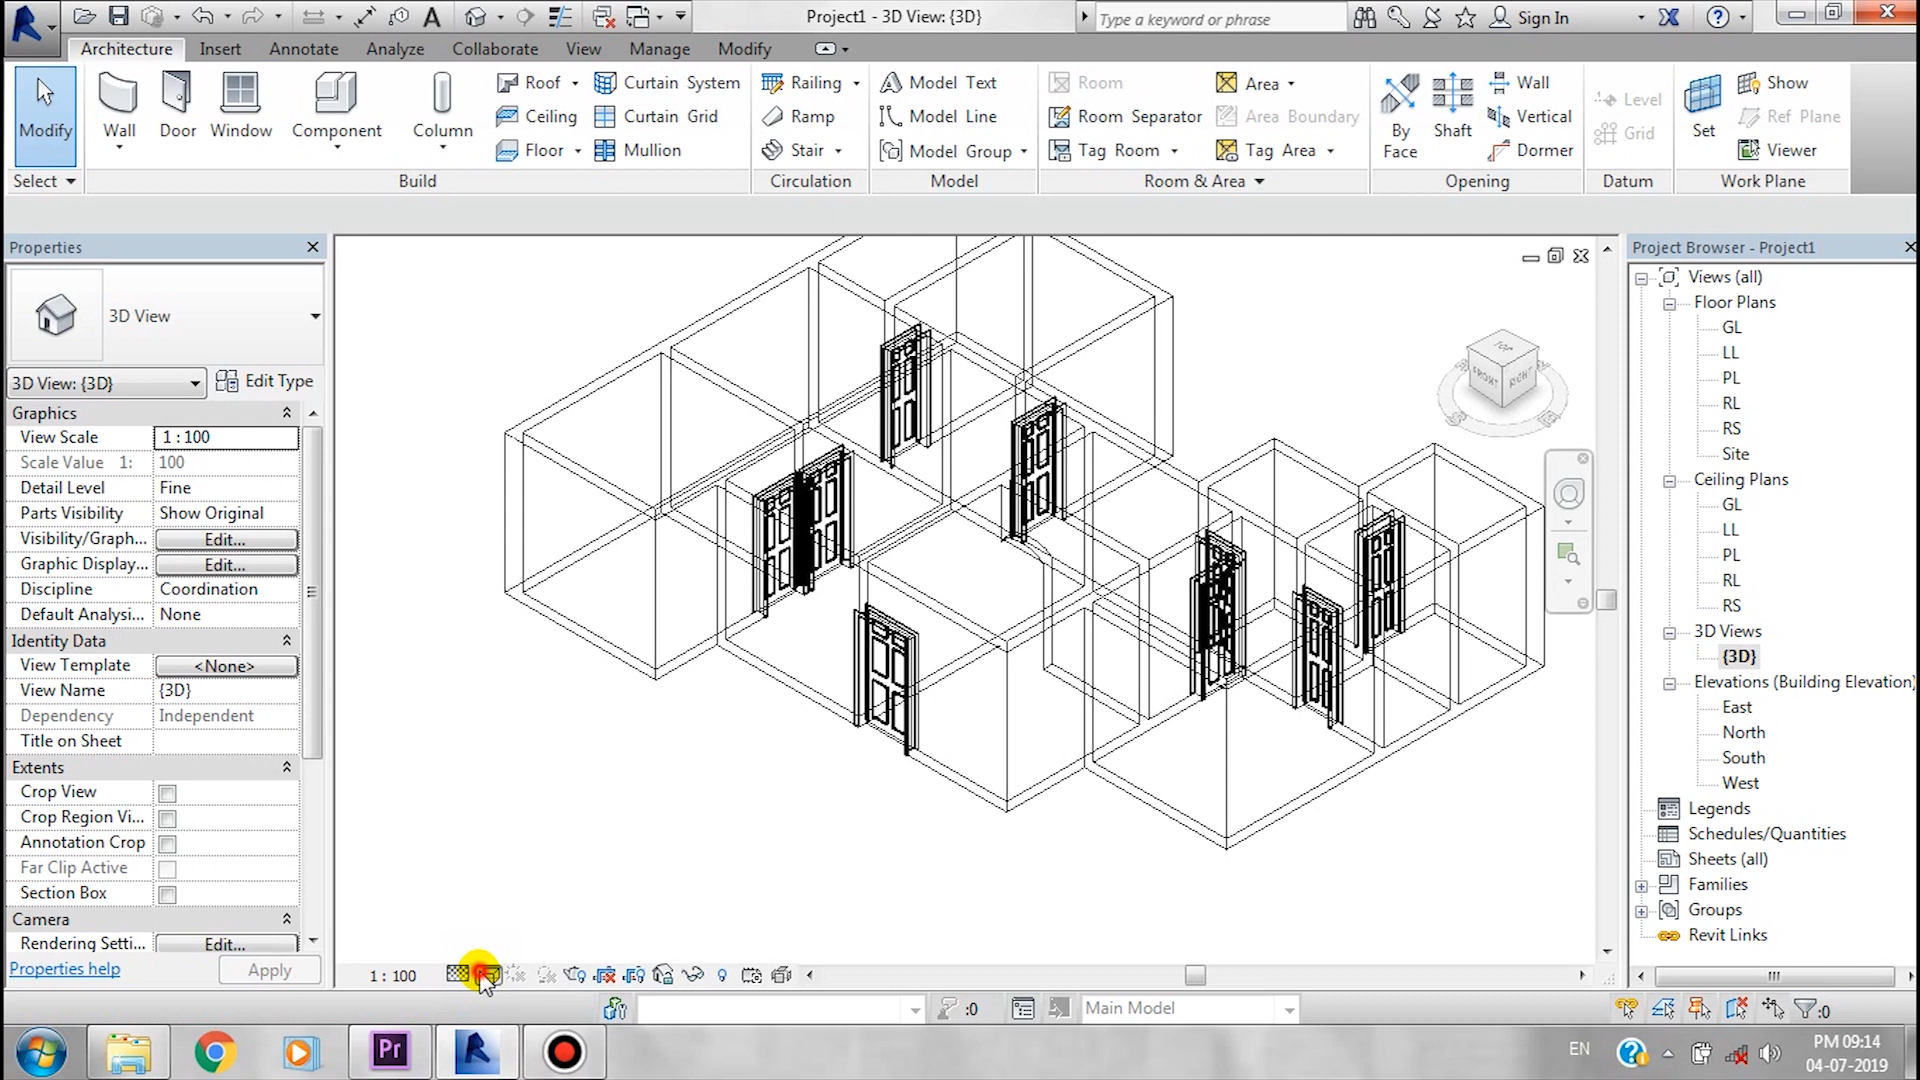 Project1 - 3D View: {3D}
Type a keyword or phrase
Sign In
Architecture Insert Annotate Analyze Collaborate View Manage Modify
Modify
Wall
Door
Window
Component
Column
Roof
Ceiling
Floor
Curtain System
Curtain Grid
Mullion
Railing
Ramp
Stair
Model Text
Model Line
Model Group
Room
Room Separator
Tag Room
Area
Area Boundary
Tag Area
By Face
Shaft
Wall
Vertical
Dormer
Level
Grid
Set
Show
Ref Plane
Viewer
Select Build Circulation Model Room & Area Opening Datum Work Plane
Properties
3D View
3D View: {3D} Edit Type
Graphics
View Scale 1 : 100
Scale Value 1: 100
Detail Level Fine
Parts Visibility Show Original
Visibility/Graph... Edit...
Graphic Display... Edit...
Discipline Coordination
Default Analysi... None
Identity Data
View Template <None>
View Name {3D}
Dependency Independent
Title on Sheet
Extents
Crop View
Crop Region Vi...
Annotation Crop
Far Clip Active
Section Box
Camera
Rendering Setti... Edit...
Properties help Apply
TOP
FRONT RIGHT
1 : 100
Project Browser - Project1
Views (all)
Floor Plans
GL
LL
PL
RL
RS
Site
Ceiling Plans
GL
LL
PL
RL
RS
3D Views
{3D}
Elevations (Building Elevation)
East
North
South
West
Legends
Schedules/Quantities
Sheets (all)
Families
Groups
Revit Links
:0
Main Model
:0
Pr
EN
PM 09:14
04-07-2019